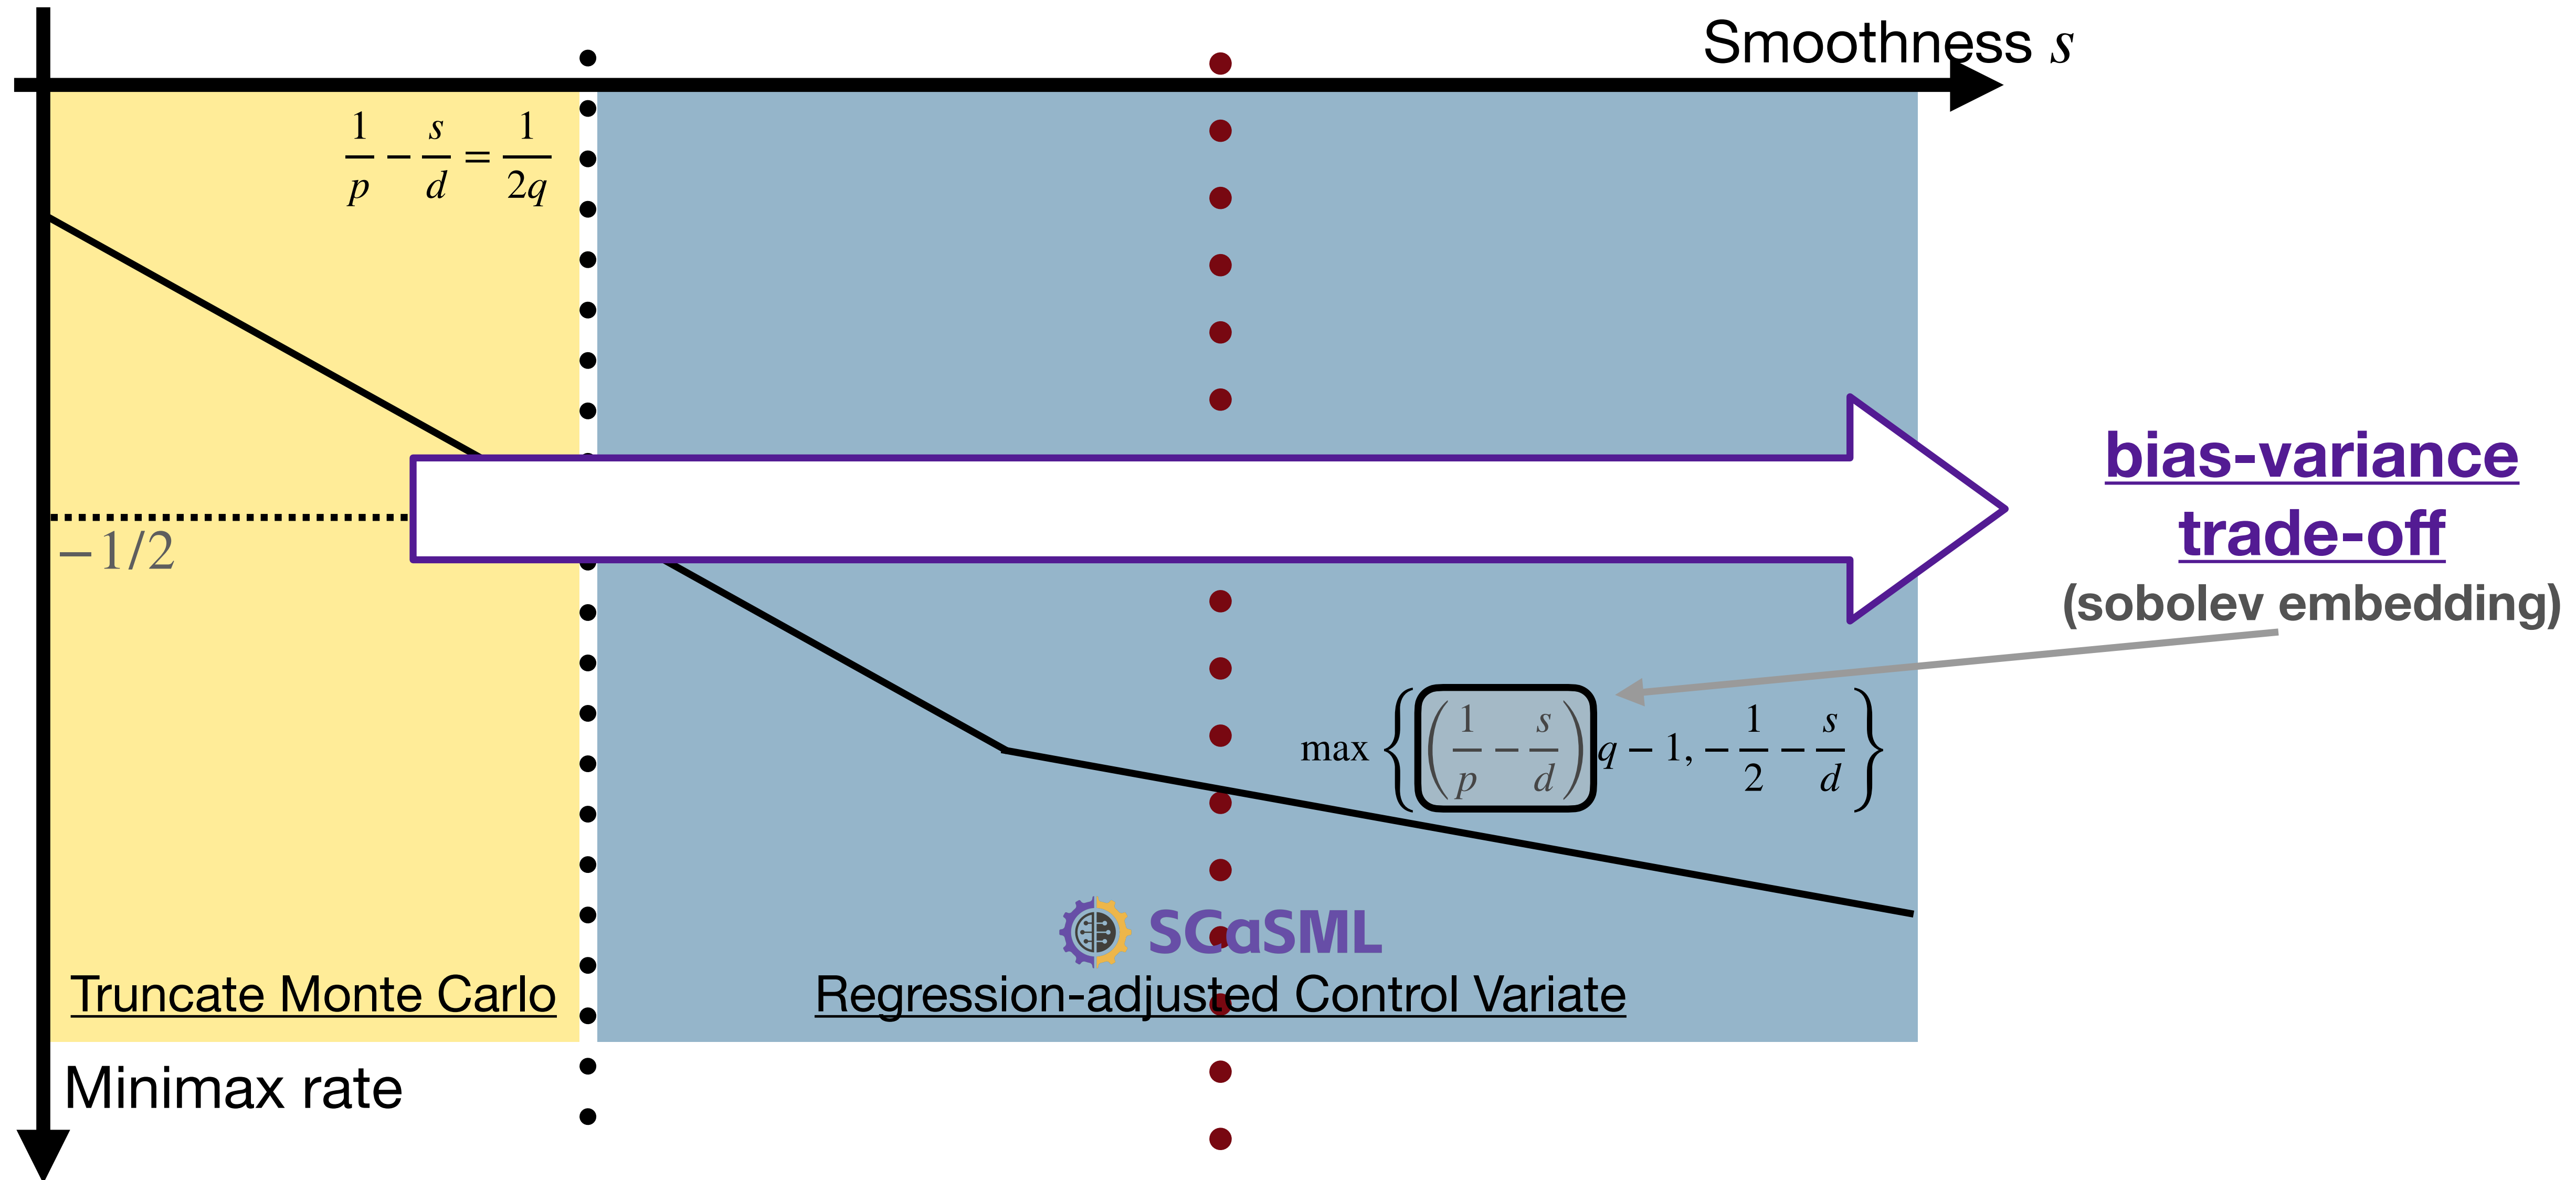 Smoothness s
1/p − s/d = 1/2q
−1/2
bias-variance
trade-off
(sobolev embedding)
max {(1/p − s/d) q − 1, − 1/2 − s/d}
SCaSML
Truncate Monte Carlo
Regression-adjusted Control Variate
Minimax rate